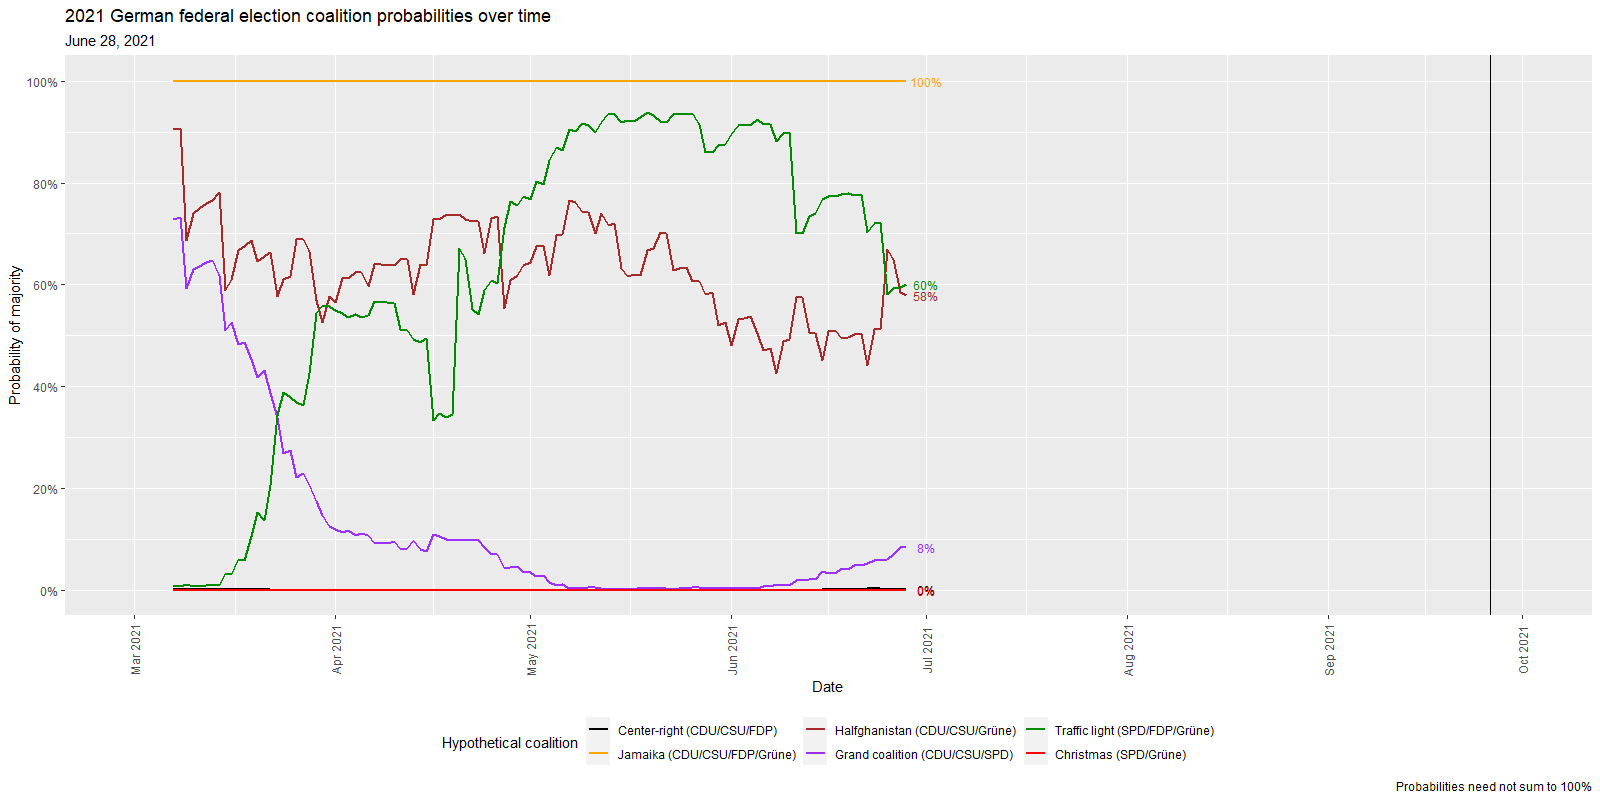 2021 German federal election coalition probabilities over time
June 28, 2021
Probability of majority
100%
80%
60%
40%
20%
0%
100%
60%
58%
8%
0%
0%
Mar 2021
Apr 2021
May 2021
Jun 2021
Jul 2021
Aug 2021
Sep 2021
Oct 2021
Date
Hypothetical coalition
Center-right (CDU/CSU/FDP)
Halfghanistan (CDU/CSU/Grüne)
Traffic light (SPD/FDP/Grüne)
Jamaika (CDU/CSU/FDP/Grüne)
Grand coalition (CDU/CSU/SPD)
Christmas (SPD/Grüne)
Probabilities need not sum to 100%